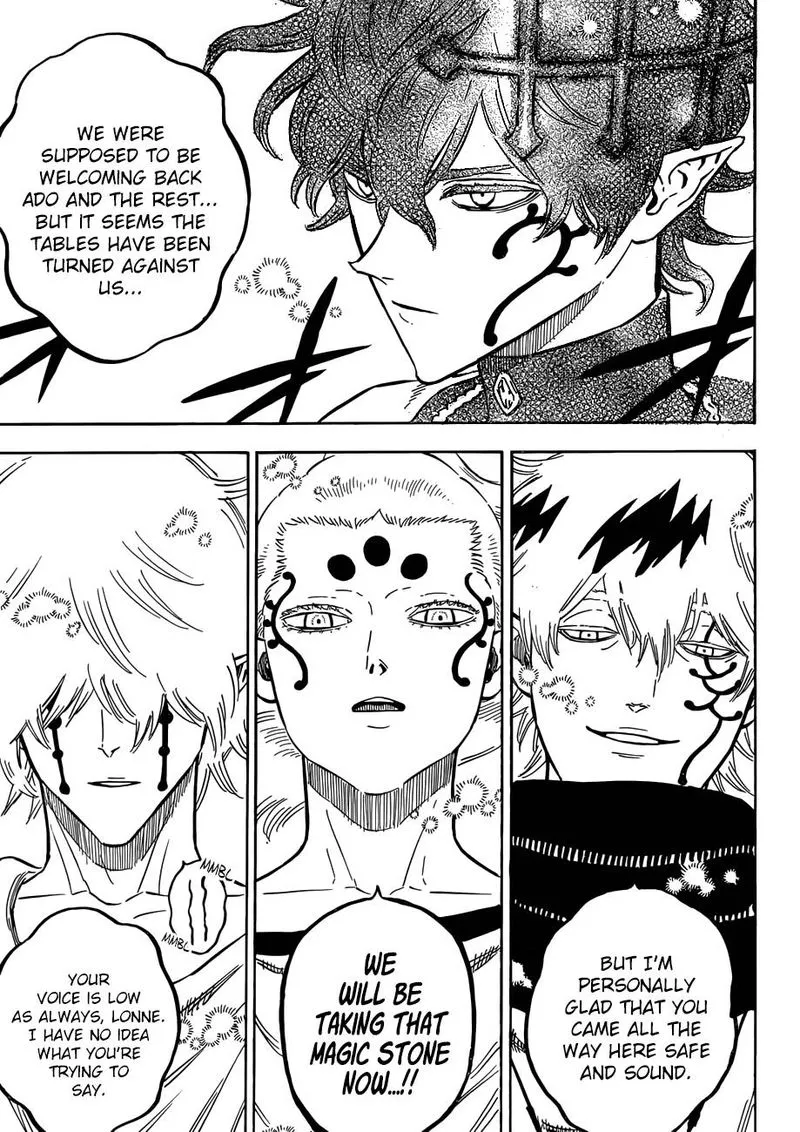 WE WERE
SUPPOSED TO BE
WELCOMING BACK
ADO AND THE REST...
BUT IT SEEMS THE
TABLES HAVE BEEN
TURNED AGAINST
US...
BUT I'M
PERSONALLY
GLAD THAT YOU
CAME ALL THE
WAY HERE SAFE
AND SOUND.
WE
WILL BE
TAKING THAT
MAGIC STONE
NOW...!!
MMBL
MMBL
YOUR
VOICE IS LOW
AS ALWAYS, LONNE.
I HAVE NO IDEA
WHAT YOU'RE
TRYING TO
SAY.